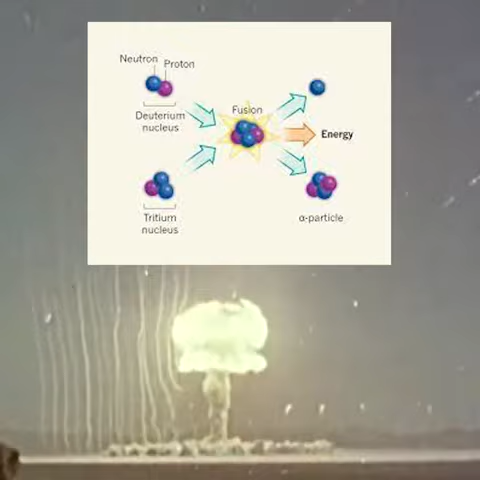 Neutron
Proton
Deuterium
nucleus
Fusion
Energy
Tritium
nucleus
α-particle